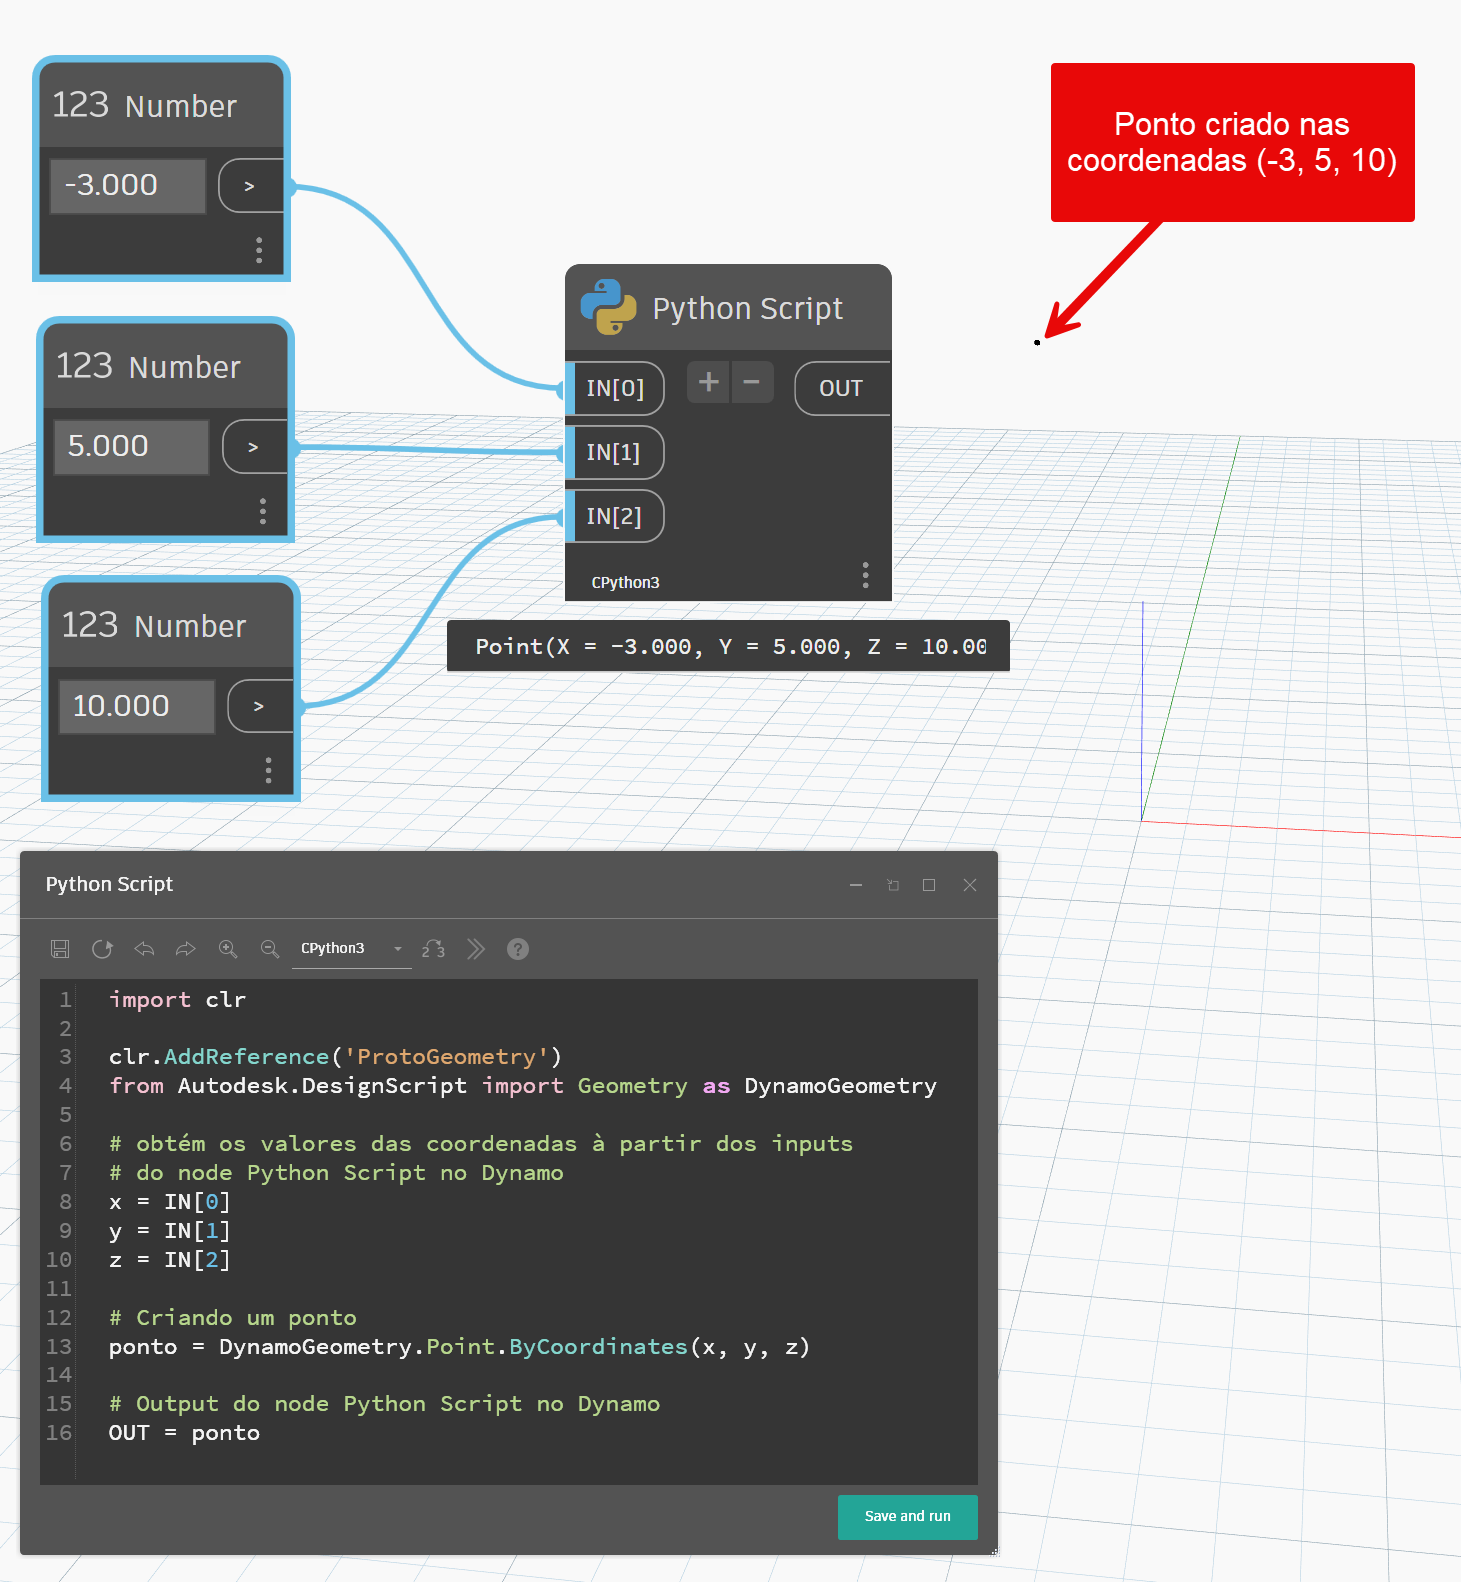 123 Number
-3.000 >
Ponto criado nas
coordenadas (-3, 5, 10)
Python Script
IN[0] + − OUT
IN[1]
IN[2]
CPython3
123 Number
5.000 >
123 Number
10.000 >
Point(X = -3.000, Y = 5.000, Z = 10.00
Python Script
CPython3 2 3 ?
1 import clr
2
3 clr.AddReference('ProtoGeometry')
4 from Autodesk.DesignScript import Geometry as DynamoGeometry
5
6 # obtém os valores das coordenadas à partir dos inputs
7 # do node Python Script no Dynamo
8 x = IN[0]
9 y = IN[1]
10 z = IN[2]
11
12 # Criando um ponto
13 ponto = DynamoGeometry.Point.ByCoordinates(x, y, z)
14
15 # Output do node Python Script no Dynamo
16 OUT = ponto
Save and run